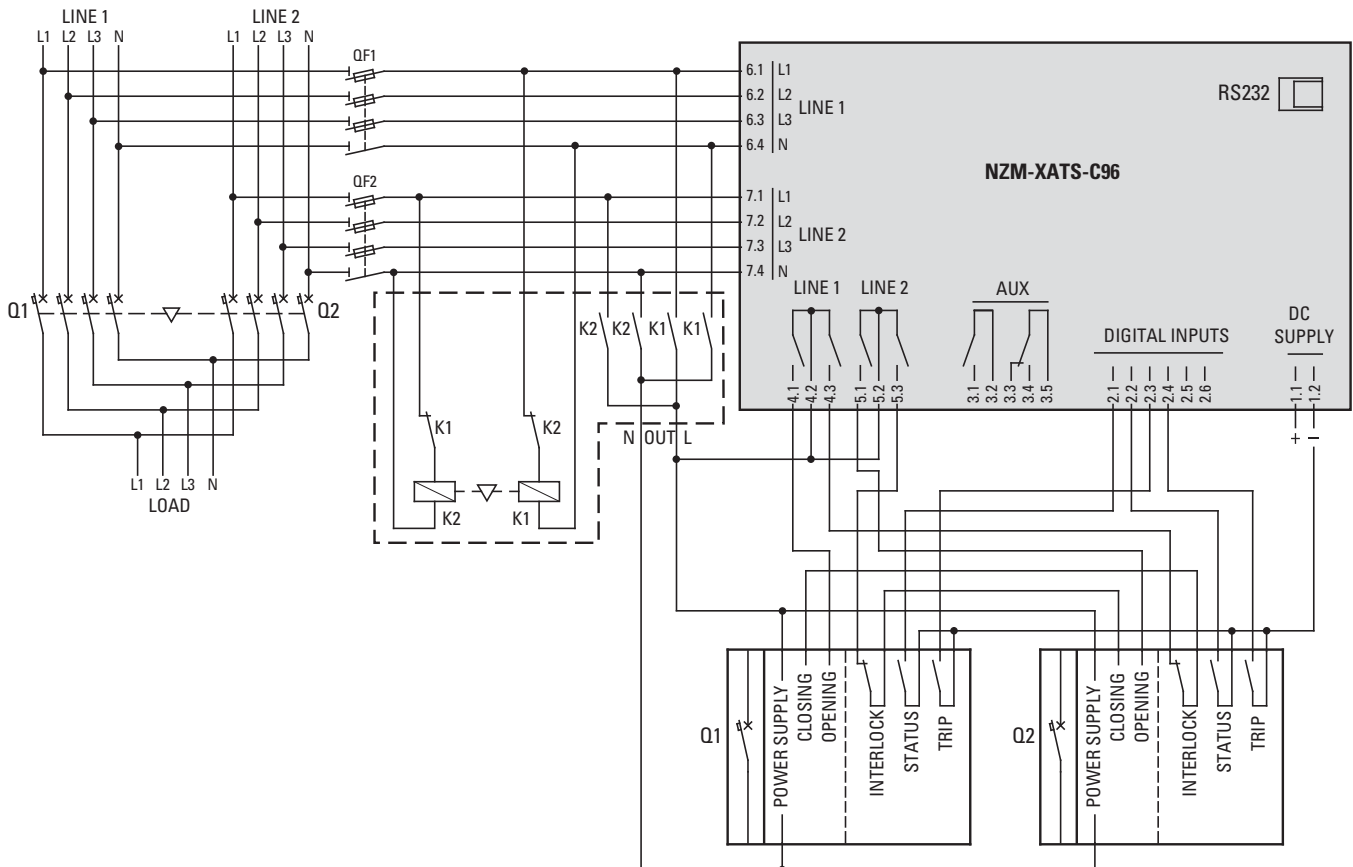 LINE 1 LINE 2
L1 L2 L3 N L1 L2 L3 N
QF1
6.1 L1
6.2 L2
6.3 L3
6.4 N
LINE 1
RS232
NZM-XATS-C96
QF2
7.1 L1
7.2 L2
7.3 L3
7.4 N
LINE 2
Q1 Q2
LINE 1 LINE 2 AUX
DIGITAL INPUTS
DC
SUPPLY
4.1 4.2 4.3 5.1 5.2 5.3 3.1 3.2 3.3 3.4 3.5 2.1 2.2 2.3 2.4 2.5 2.6 1.1 1.2
+ –
K2 K2 K1 K1
K1 K2
N OUT L
K2 K1
L1 L2 L3 N
LOAD
Q1
POWER SUPPLY
CLOSING
OPENING
INTERLOCK
STATUS
TRIP
Q2
POWER SUPPLY
CLOSING
OPENING
INTERLOCK
STATUS
TRIP